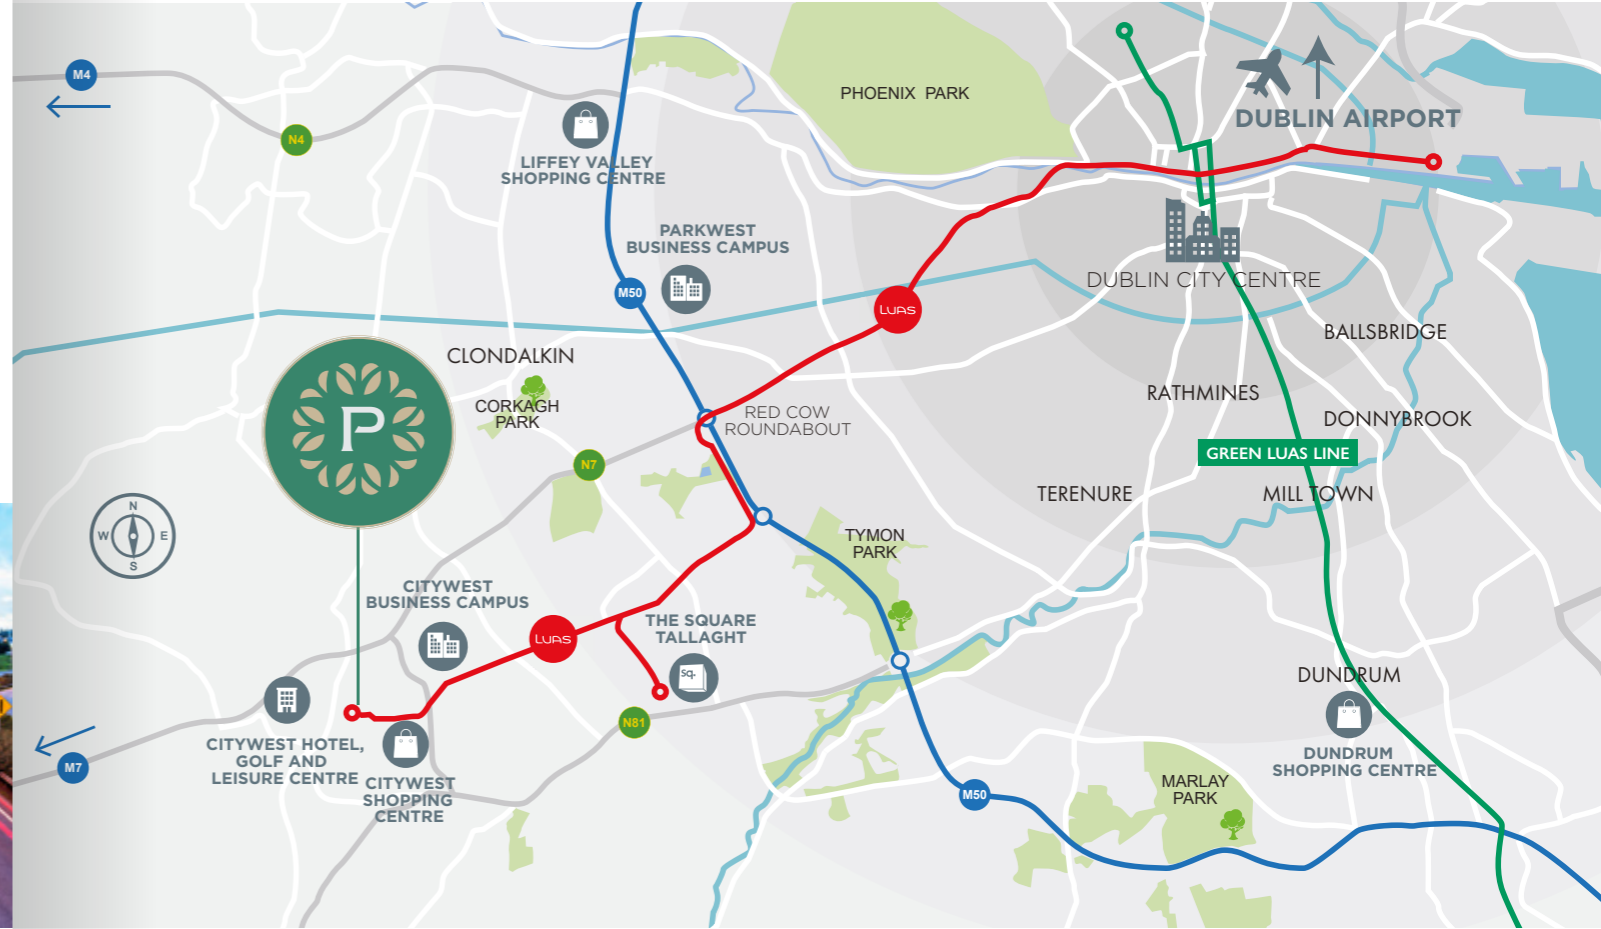 M4
N4
PHOENIX PARK
DUBLIN AIRPORT
LIFFEY VALLEY
SHOPPING CENTRE
PARKWEST
BUSINESS CAMPUS
M50
LUAS
DUBLIN CITY CENTRE
BALLSBRIDGE
CLONDALKIN
CORKAGH
PARK
P
RED COW
ROUNDABOUT
RATHMINES
DONNYBROOK
GREEN LUAS LINE
N7
TERENURE
MILL TOWN
N
W
E
S
TYMON
PARK
CITYWEST
BUSINESS CAMPUS
LUAS
THE SQUARE
TALLAGHT
Sq.
DUNDRUM
N81
CITYWEST HOTEL,
GOLF AND
LEISURE CENTRE
CITYWEST
SHOPPING
CENTRE
M7
DUNDRUM
SHOPPING CENTRE
MARLAY
PARK
M50